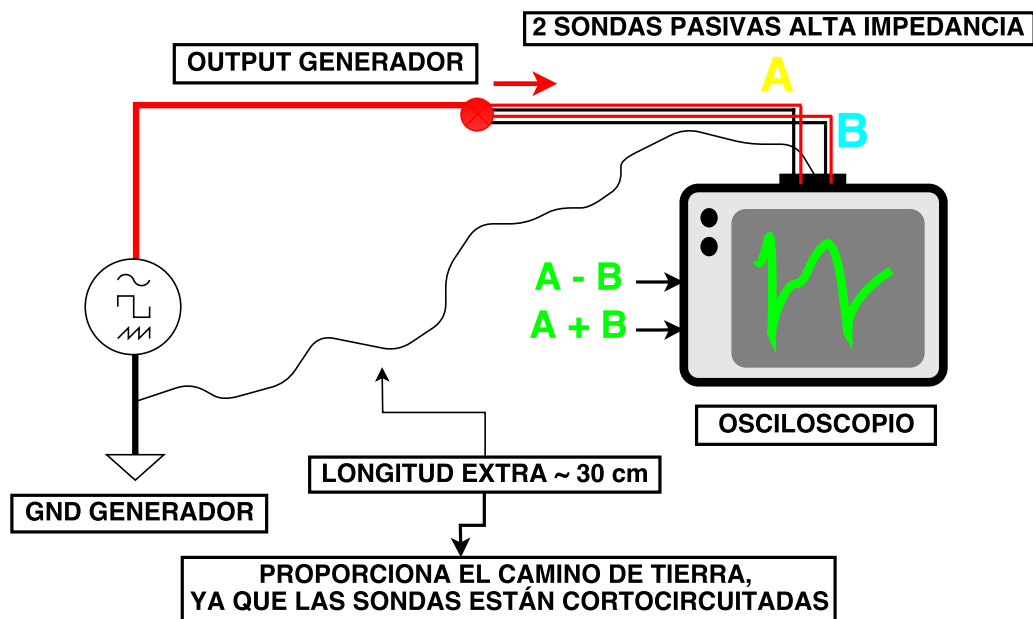 2 SONDAS PASIVAS ALTA IMPEDANCIA
OUTPUT GENERADOR
A
B
A - B
A + B
OSCILOSCOPIO
LONGITUD EXTRA ~ 30 cm
GND GENERADOR
PROPORCIONA EL CAMINO DE TIERRA,
YA QUE LAS SONDAS ESTÁN CORTOCIRCUITADAS